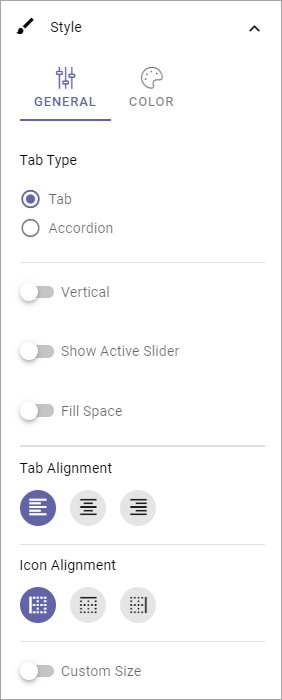 Style
GENERAL COLOR
Tab Type
Tab
Accordion
Vertical
Show Active Slider
Fill Space
Tab Alignment
Icon Alignment
Custom Size